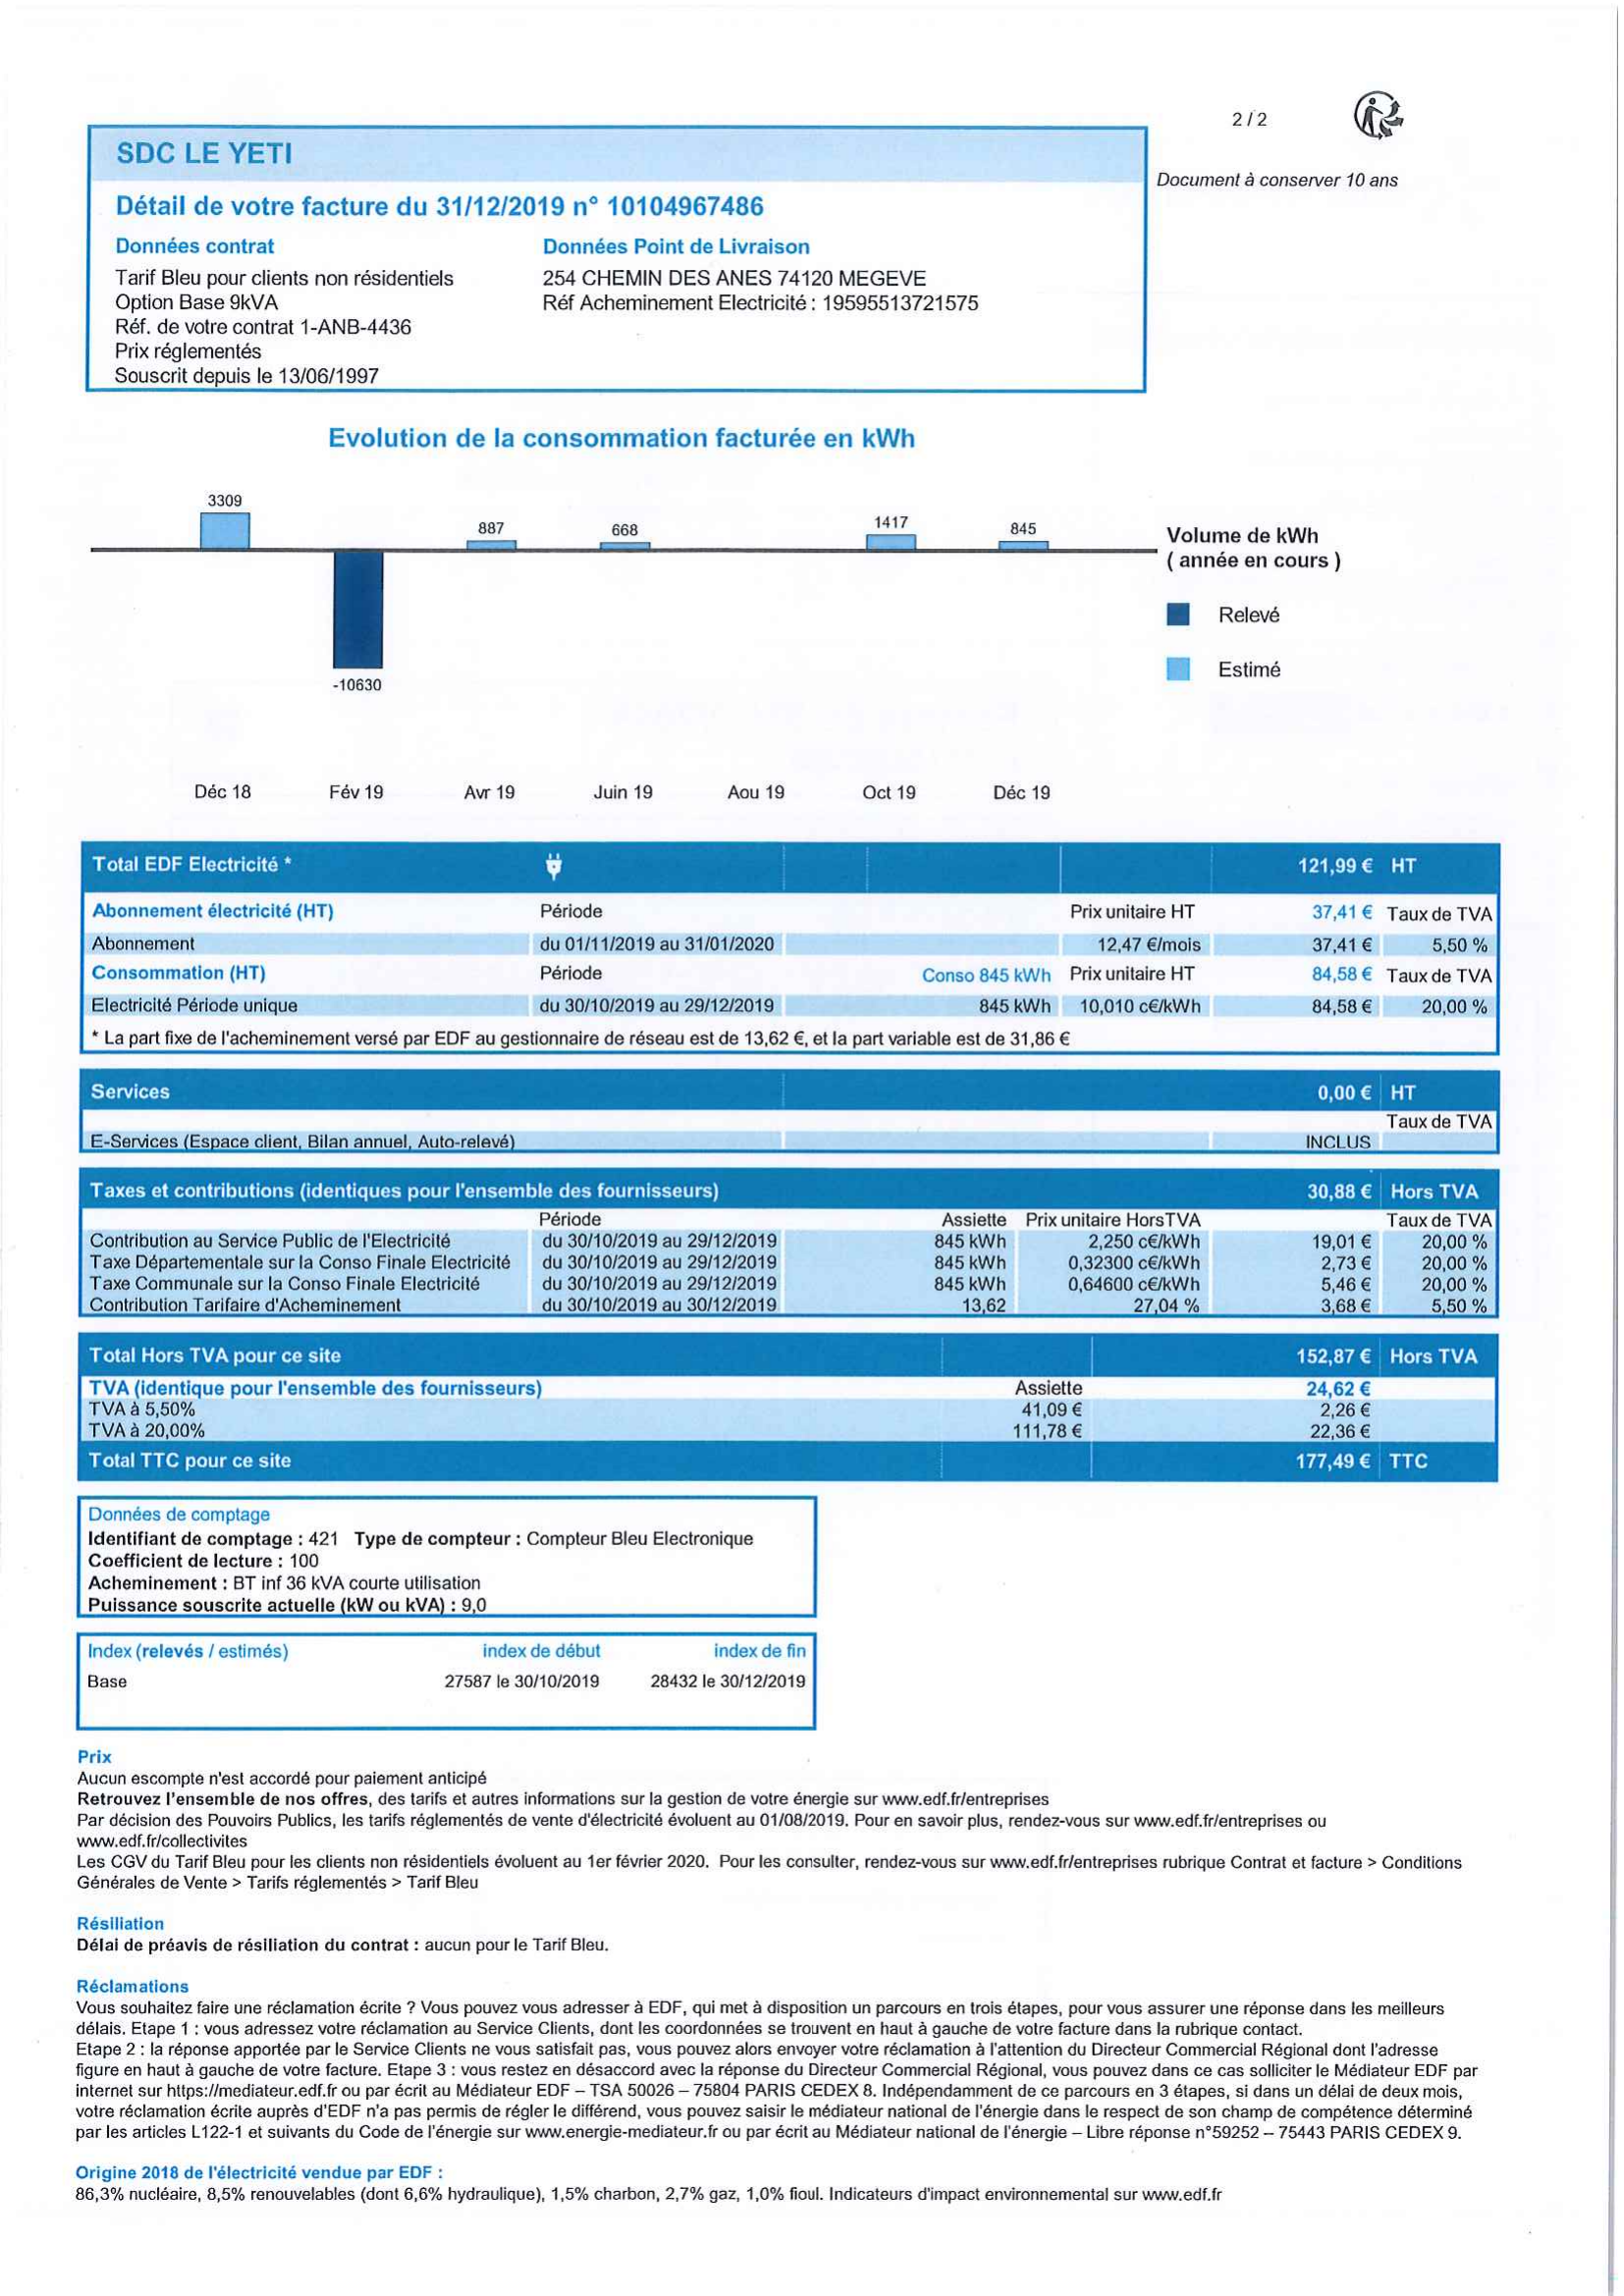 2 / 2
SDC LE YETI
Document à conserver 10 ans
Détail de votre facture du 31/12/2019 n° 10104967486
Données contrat Données Point de Livraison
Tarif Bleu pour clients non résidentiels 254 CHEMIN DES ANES 74120 MEGEVE
Option Base 9kVA Réf Acheminement Electricité : 19595513721575
Réf. de votre contrat 1-ANB-4436
Prix réglementés
Souscrit depuis le 13/06/1997
Evolution de la consommation facturée en kWh
3309 887 668 1417 845
-10630
Volume de kWh
( année en cours )
Relevé
Estimé
Déc 18 Fév 19 Avr 19 Juin 19 Aou 19 Oct 19 Déc 19
Total EDF Electricité * 121,99 € HT
Abonnement électricité (HT) Période Prix unitaire HT 37,41 € Taux de TVA
Abonnement du 01/11/2019 au 31/01/2020 12,47 €/mois 37,41 € 5,50 %
Consommation (HT) Période Conso 845 kWh Prix unitaire HT 84,58 € Taux de TVA
Electricité Période unique du 30/10/2019 au 29/12/2019 845 kWh 10,010 c€/kWh 84,58 € 20,00 %
* La part fixe de l'acheminement versé par EDF au gestionnaire de réseau est de 13,62 €, et la part variable est de 31,86 €
Services 0,00 € HT
Taux de TVA
E-Services (Espace client, Bilan annuel, Auto-relevé) INCLUS
Taxes et contributions (identiques pour l'ensemble des fournisseurs) 30,88 € Hors TVA
Période Assiette Prix unitaire HorsTVA Taux de TVA
Contribution au Service Public de l'Electricité du 30/10/2019 au 29/12/2019 845 kWh 2,250 c€/kWh 19,01 € 20,00 %
Taxe Départementale sur la Conso Finale Electricité du 30/10/2019 au 29/12/2019 845 kWh 0,32300 c€/kWh 2,73 € 20,00 %
Taxe Communale sur la Conso Finale Electricité du 30/10/2019 au 29/12/2019 845 kWh 0,64600 c€/kWh 5,46 € 20,00 %
Contribution Tarifaire d'Acheminement du 30/10/2019 au 30/12/2019 13,62 27,04 % 3,68 € 5,50 %
Total Hors TVA pour ce site 152,87 € Hors TVA
TVA (identique pour l'ensemble des fournisseurs) Assiette 24,62 €
TVA à 5,50% 41,09 € 2,26 €
TVA à 20,00% 111,78 € 22,36 €
Total TTC pour ce site 177,49 € TTC
Données de comptage
Identifiant de comptage : 421 Type de compteur : Compteur Bleu Electronique
Coefficient de lecture : 100
Acheminement : BT inf 36 kVA courte utilisation
Puissance souscrite actuelle (kW ou kVA) : 9,0
Index (relevés / estimés) index de début index de fin
Base 27587 le 30/10/2019 28432 le 30/12/2019
Prix
Aucun escompte n'est accordé pour paiement anticipé
Retrouvez l'ensemble de nos offres, des tarifs et autres informations sur la gestion de votre énergie sur www.edf.fr/entreprises
Par décision des Pouvoirs Publics, les tarifs réglementés de vente d'électricité évoluent au 01/08/2019. Pour en savoir plus, rendez-vous sur www.edf.fr/entreprises ou
www.edf.fr/collectivites
Les CGV du Tarif Bleu pour les clients non résidentiels évoluent au 1er février 2020. Pour les consulter, rendez-vous sur www.edf.fr/entreprises rubrique Contrat et facture > Conditions
Générales de Vente > Tarifs réglementés > Tarif Bleu
Résiliation
Délai de préavis de résiliation du contrat : aucun pour le Tarif Bleu.
Réclamations
Vous souhaitez faire une réclamation écrite ? Vous pouvez vous adresser à EDF, qui met à disposition un parcours en trois étapes, pour vous assurer une réponse dans les meilleurs
délais. Etape 1 : vous adressez votre réclamation au Service Clients, dont les coordonnées se trouvent en haut à gauche de votre facture dans la rubrique contact.
Etape 2 : la réponse apportée par le Service Clients ne vous satisfait pas, vous pouvez alors envoyer votre réclamation à l'attention du Directeur Commercial Régional dont l'adresse
figure en haut à gauche de votre facture. Etape 3 : vous restez en désaccord avec la réponse du Directeur Commercial Régional, vous pouvez dans ce cas solliciter le Médiateur EDF par
internet sur https://mediateur.edf.fr ou par écrit au Médiateur EDF – TSA 50026 – 75804 PARIS CEDEX 8. Indépendamment de ce parcours en 3 étapes, si dans un délai de deux mois,
votre réclamation écrite auprès d'EDF n'a pas permis de régler le différend, vous pouvez saisir le médiateur national de l'énergie dans le respect de son champ de compétence déterminé
par les articles L122-1 et suivants du Code de l'énergie sur www.energie-mediateur.fr ou par écrit au Médiateur national de l'énergie – Libre réponse n°59252 – 75443 PARIS CEDEX 9.
Origine 2018 de l'électricité vendue par EDF :
86,3% nucléaire, 8,5% renouvelables (dont 6,6% hydraulique), 1,5% charbon, 2,7% gaz, 1,0% fioul. Indicateurs d'impact environnemental sur www.edf.fr